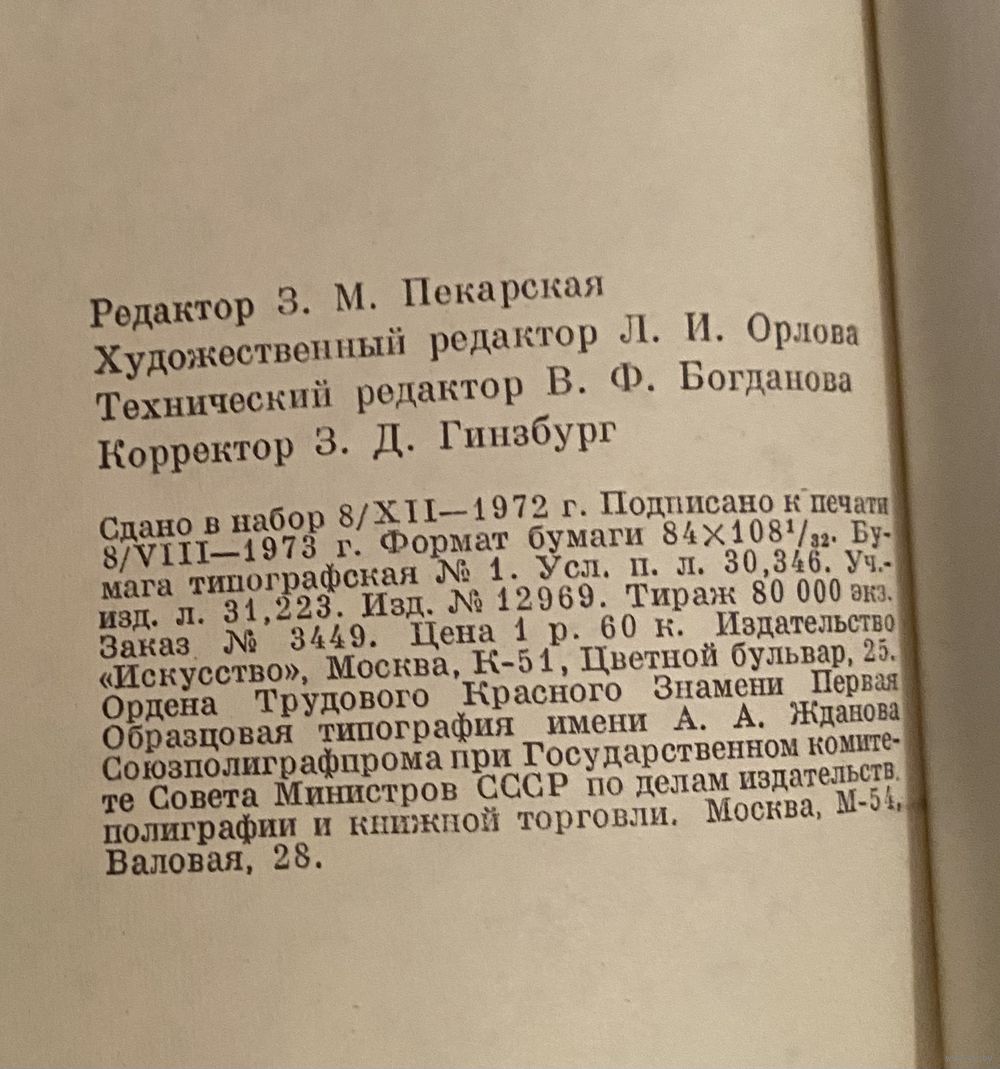 Редактор З. М. Пекарская
Художественный редактор Л. И. Орлова
Технический редактор В. Ф. Богданова
Корректор З. Д. Гинзбург
Сдано в набор 8/XII—1972 г. Подписано к печати
8/VIII—1973 г. Формат бумаги 84×108¹/₃₂. Бу-
мага типографская № 1. Усл. п. л. 30,346. Уч.-
изд. л. 31,223. Изд. № 12969. Тираж 80 000 экз.
Заказ № 3449. Цена 1 р. 60 к. Издательство
«Искусство», Москва, К-51, Цветной бульвар, 25.
Ордена Трудового Красного Знамени Первая
Образцовая типография имени А. А. Жданова
Союзполиграфпрома при Государственном комите-
те Совета Министров СССР по делам издательств,
полиграфии и книжной торговли. Москва, М-54,
Валовая, 28.